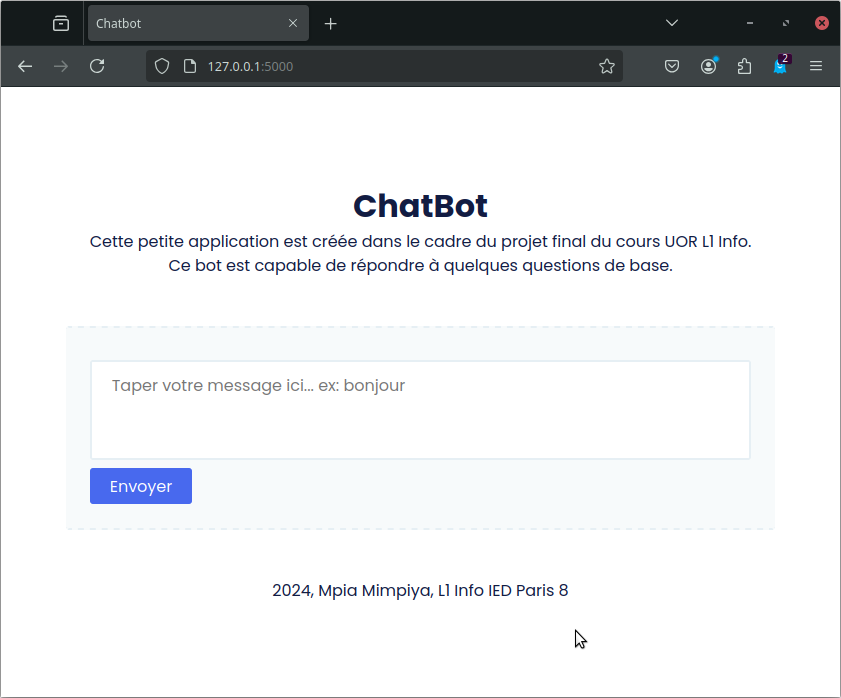 Chatbot
127.0.0.1:5000
2
ChatBot
Cette petite application est créée dans le cadre du projet final du cours UOR L1 Info.
Ce bot est capable de répondre à quelques questions de base.
Taper votre message ici... ex: bonjour
Envoyer
2024, Mpia Mimpiya, L1 Info IED Paris 8